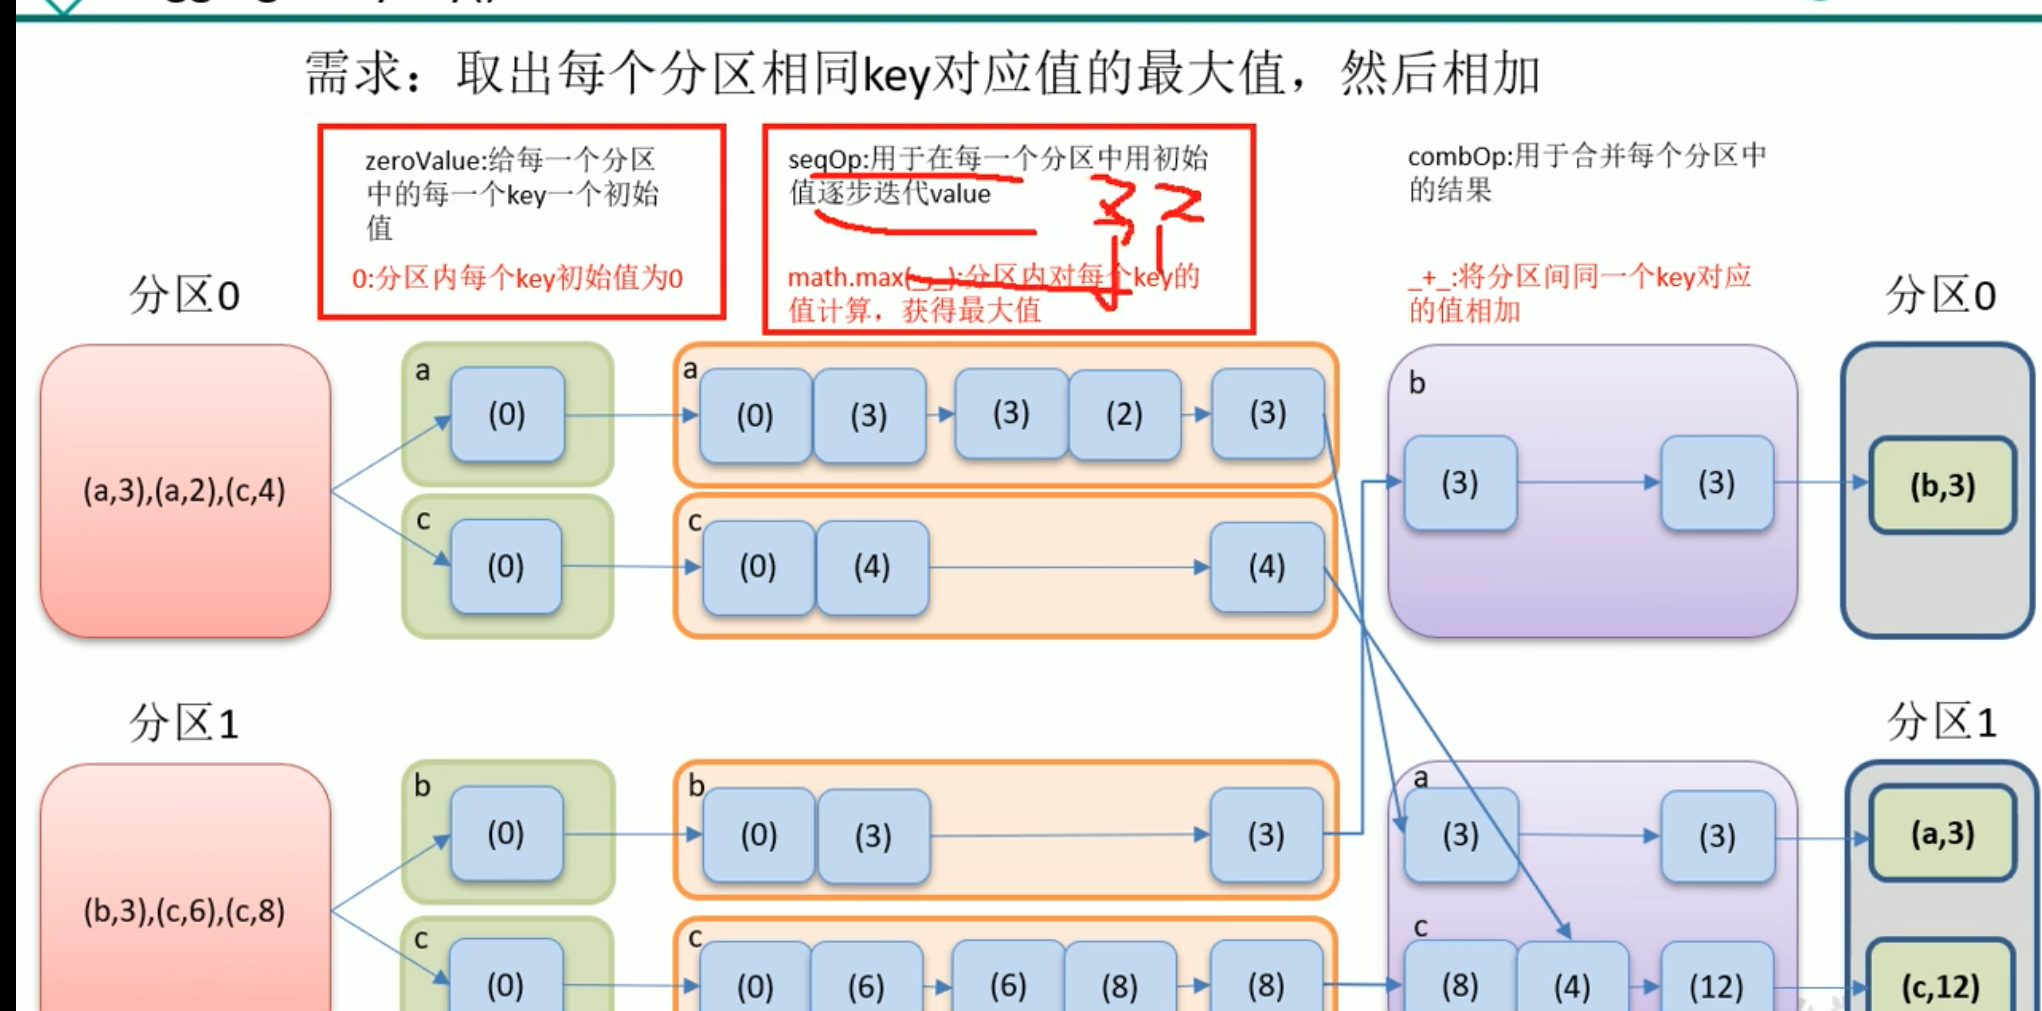 需求：取出每个分区相同key对应值的最大值，然后相加
zeroValue:给每一个分区
中的每一个key一个初始
值
0:分区内每个key初始值为0
seqOp:用于在每一个分区中用初始
值逐步迭代value
3 2
math.max(_,_):分区内对每个key的
值计算，获得最大值
combOp:用于合并每个分区中
的结果
_+_:将分区间同一个key对应
的值相加
分区0
分区0
(a,3),(a,2),(c,4)
a
(0)
a
(0)
(3)
(3)
(2)
(3)
c
(0)
c
(0)
(4)
(4)
b
(3)
(3)
(b,3)
分区1
分区1
(b,3),(c,6),(c,8)
b
(0)
b
(0)
(3)
(3)
a
(3)
(3)
(a,3)
c
(0)
c
(0)
(6)
(6)
(8)
(8)
c
(8)
(4)
(12)
(c,12)